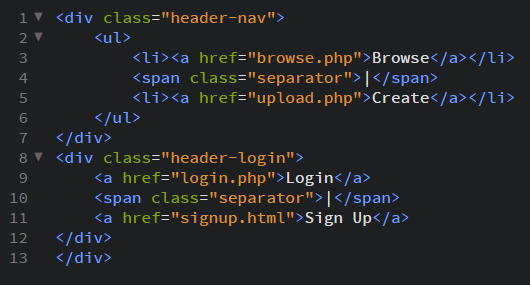 1 <div class="header-nav">
2 <ul>
3 <li><a href="browse.php">Browse</a></li>
4 <span class="separator">|</span>
5 <li><a href="upload.php">Create</a></li>
6 </ul>
7 </div>
8 <div class="header-login">
9 <a href="login.php">Login</a>
10 <span class="separator">|</span>
11 <a href="signup.html">Sign Up</a>
12 </div>
13 </div>